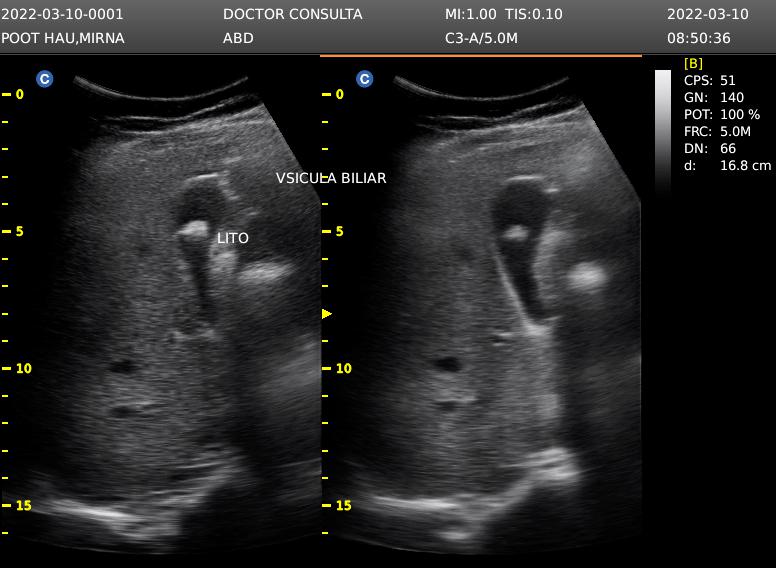 2022-03-10-0001 DOCTOR CONSULTA MI:1.00 TIS:0.10 2022-03-10
POOT HAU,MIRNA ABD C3-A/5.0M 08:50:36
C C
[B]
CPS: 51
GN: 140
POT: 100 %
FRC: 5.0M
DN: 66
d: 16.8 cm
0 0
VSICULA BILIAR
5 5
LITO
10 10
15 15